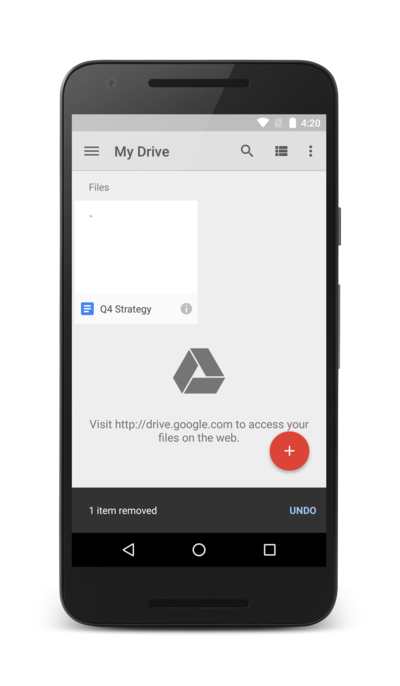 4:20
My Drive
Files
Q4 Strategy
Visit http://drive.google.com to access your
files on the web.
1 item removed
UNDO